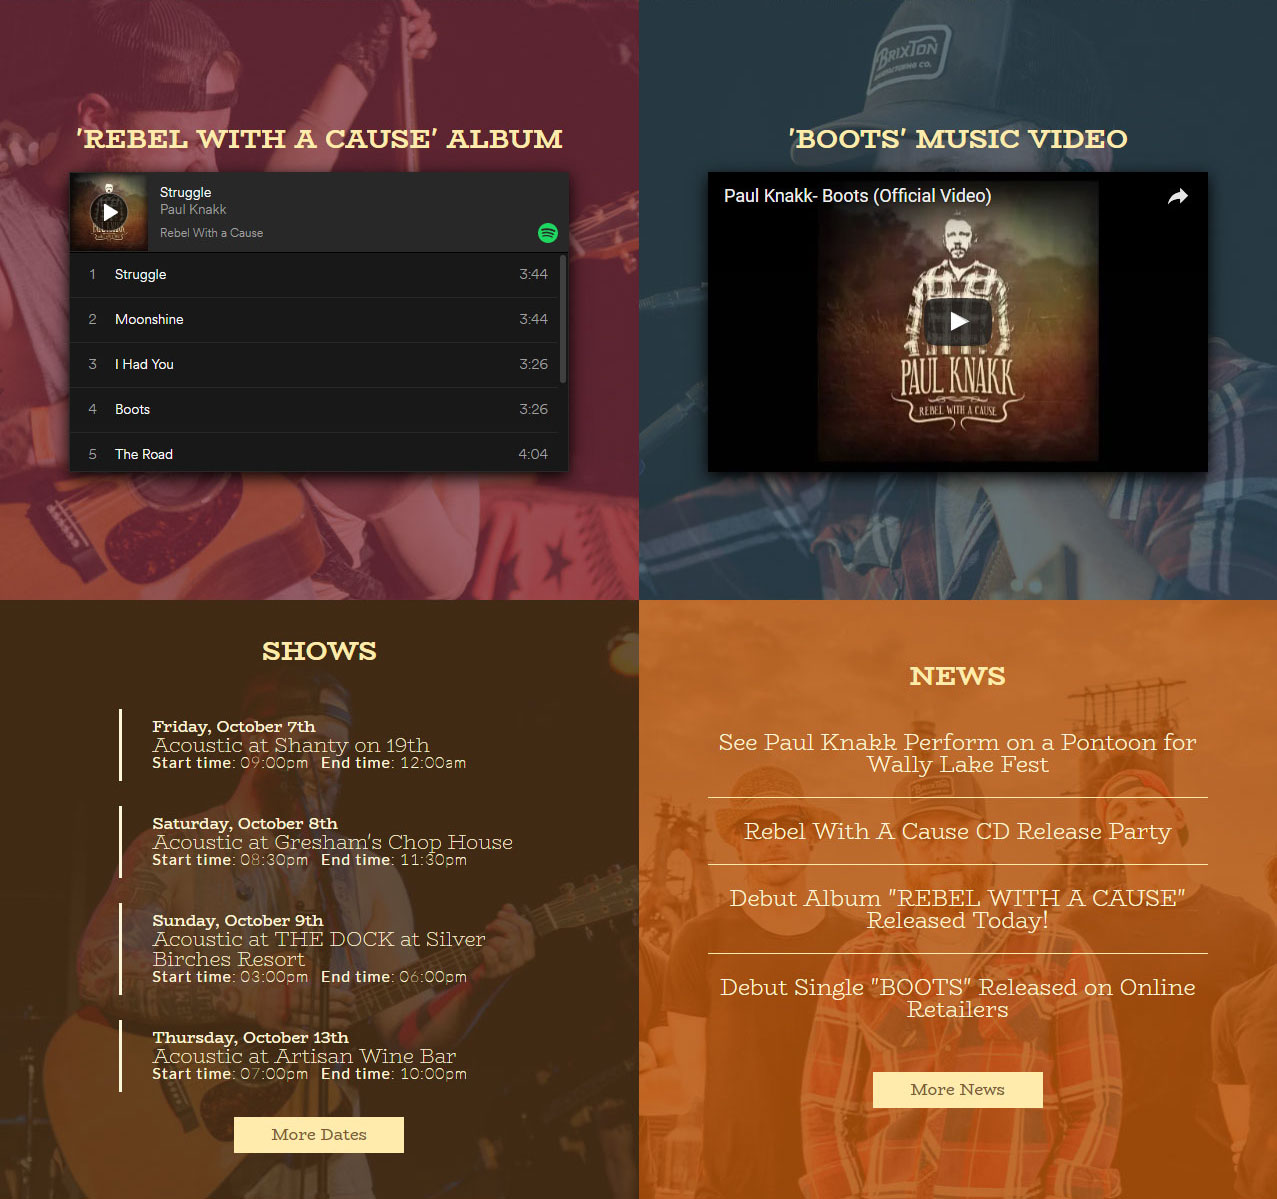 'REBEL WITH A CAUSE' ALBUM
Struggle
Paul Knakk
Rebel With a Cause
PAUL KNAKK
1 Struggle 3:44
2 Moonshine 3:44
3 I Had You 3:26
4 Boots 3:26
5 The Road 4:04
BRIXTON
MANUFACTURING CO.
'BOOTS' MUSIC VIDEO
Paul Knakk- Boots (Official Video)
PAUL KNAKK
REBEL WITH A CAUSE
SHOWS
Friday, October 7th
Acoustic at Shanty on 19th
Start time: 09:00pm End time: 12:00am
Saturday, October 8th
Acoustic at Gresham's Chop House
Start time: 08:30pm End time: 11:30pm
Sunday, October 9th
Acoustic at THE DOCK at Silver
Birches Resort
Start time: 03:00pm End time: 06:00pm
Thursday, October 13th
Acoustic at Artisan Wine Bar
Start time: 07:00pm End time: 10:00pm
More Dates
NEWS
See Paul Knakk Perform on a Pontoon for
Wally Lake Fest
Rebel With A Cause CD Release Party
Debut Album "REBEL WITH A CAUSE"
Released Today!
Debut Single "BOOTS" Released on Online
Retailers
More News